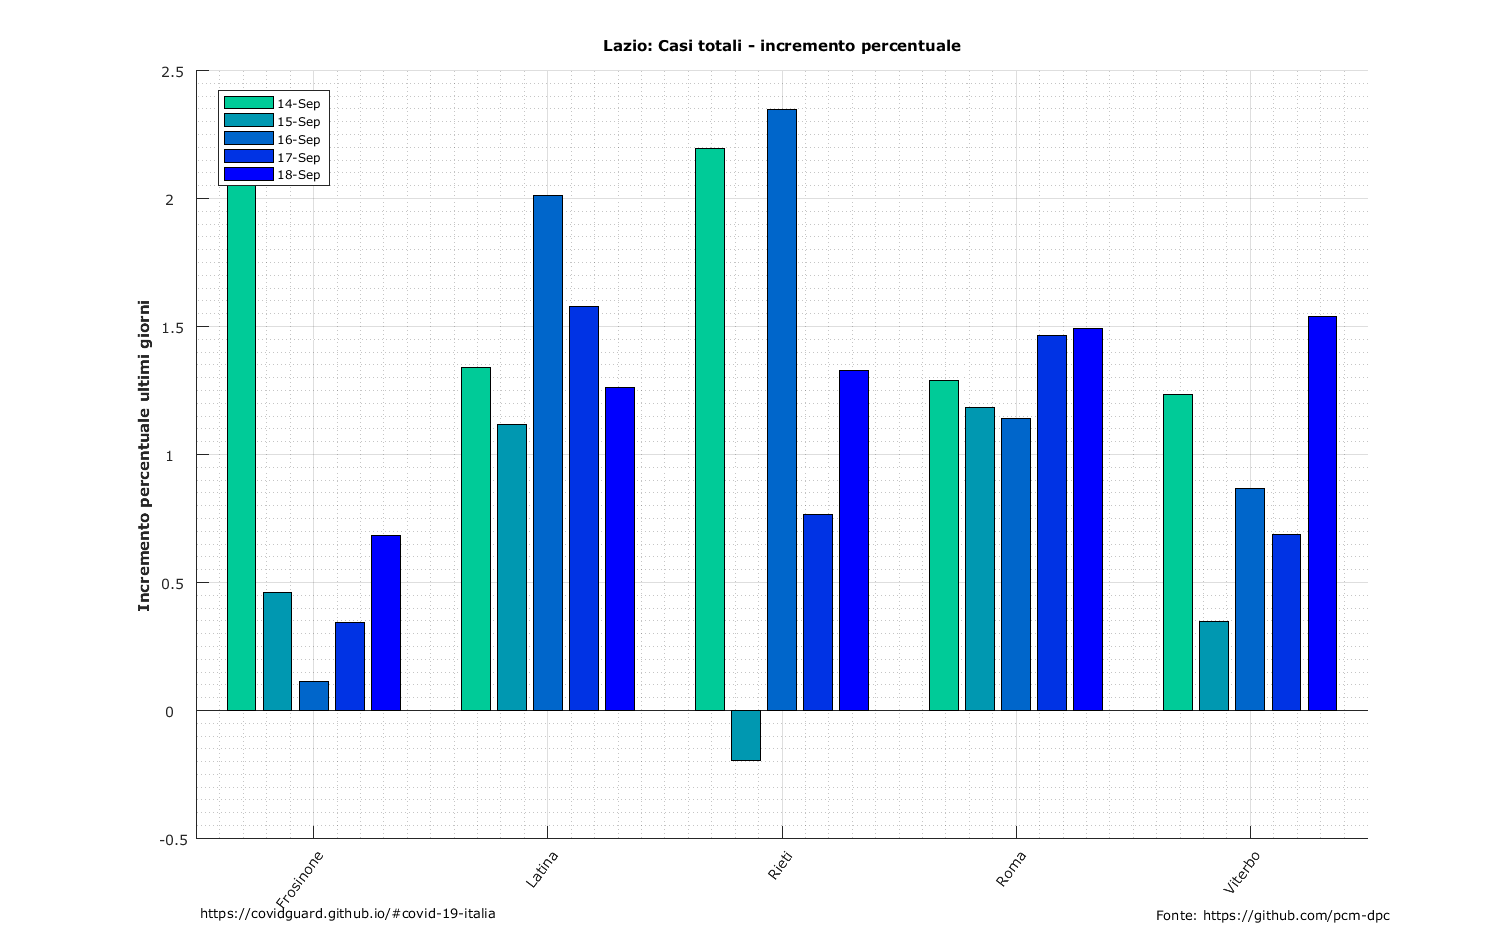 Lazio: Casi totali - incremento percentuale
Incremento percentuale ultimi giorni
2.5
2
1.5
1
0.5
0
-0.5
14-Sep
15-Sep
16-Sep
17-Sep
18-Sep
Frosinone
Latina
Rieti
Roma
Viterbo
https://covidguard.github.io/#covid-19-italia
Fonte: https://github.com/pcm-dpc